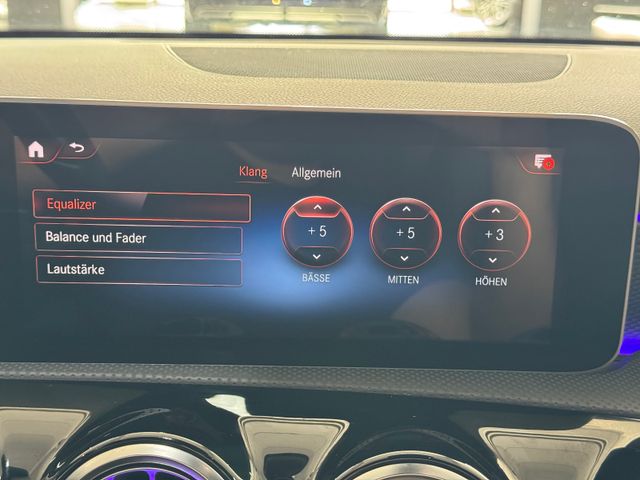 Klang Allgemein
Equalizer
Balance und Fader
Lautstärke
+ 5 + 5 + 3
BÄSSE MITTEN HÖHEN